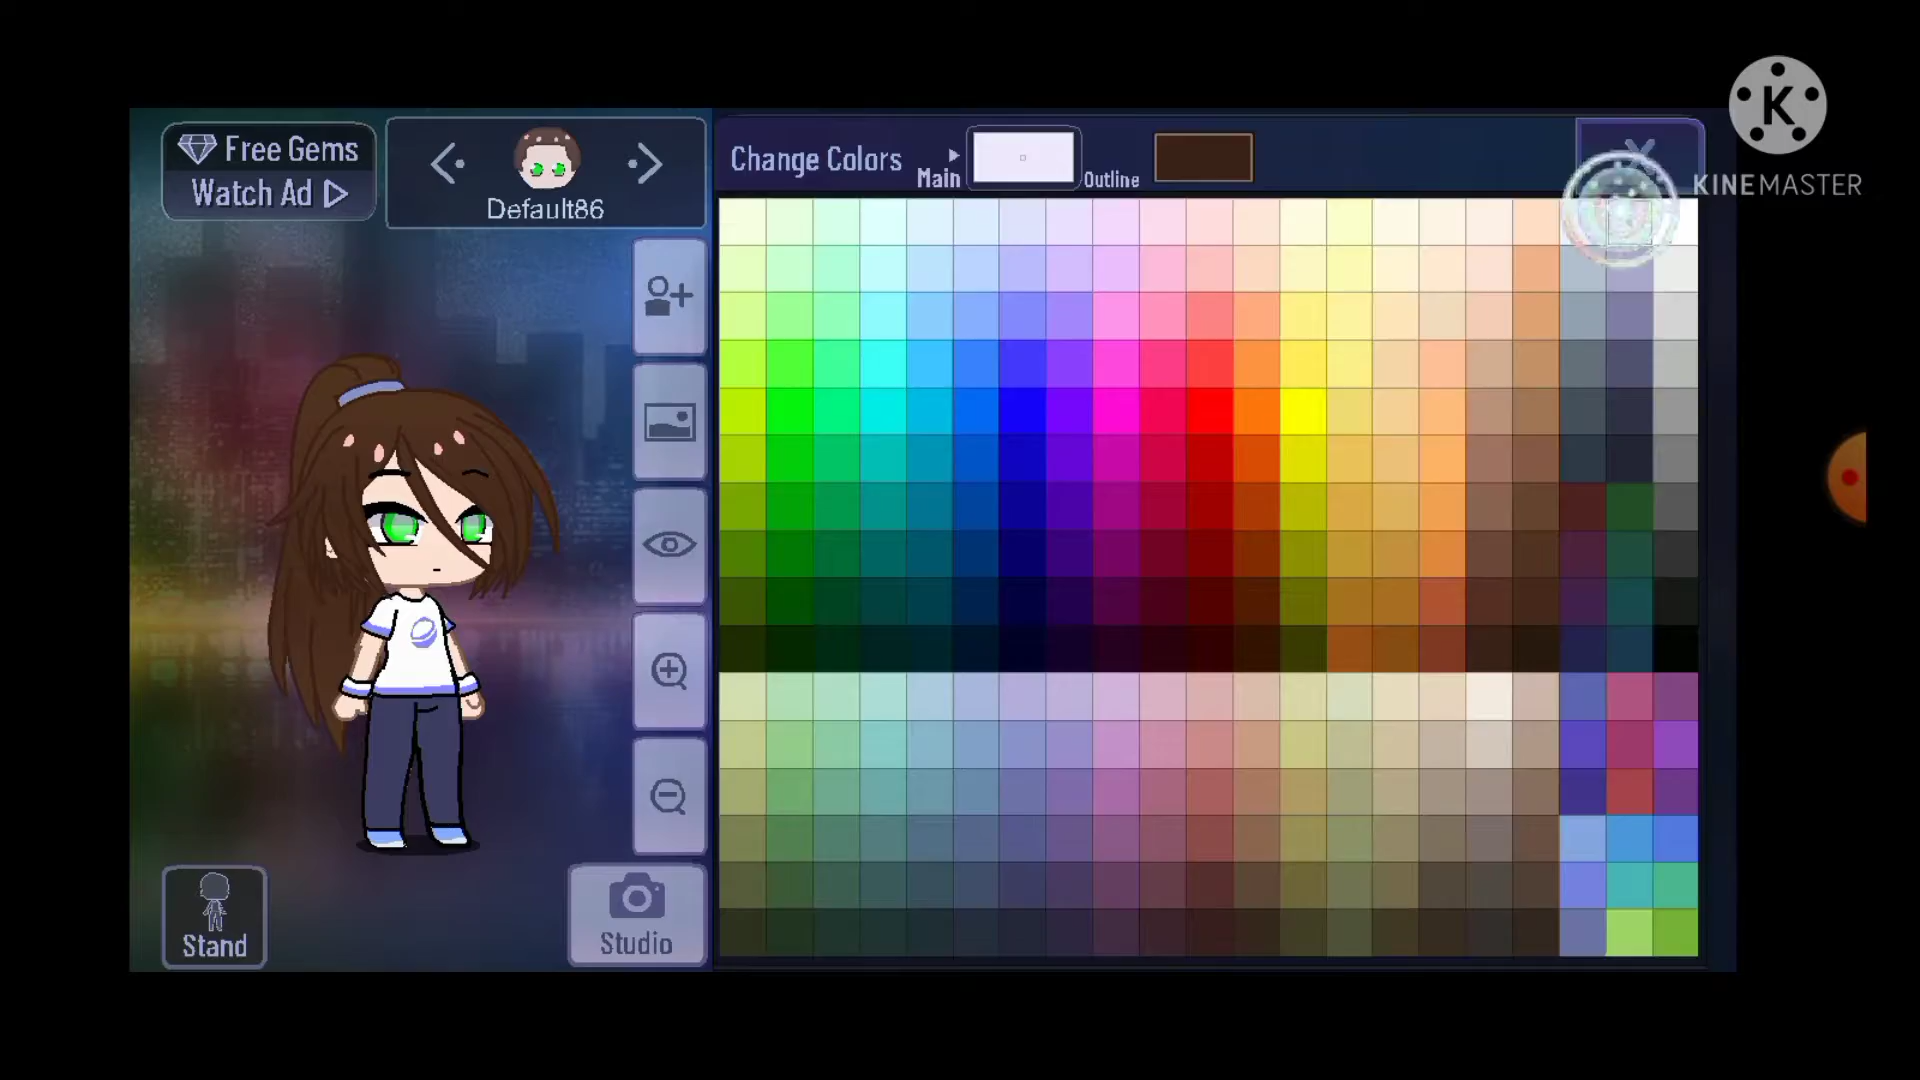 Free Gems
Watch Ad
Default86
Change Colors
Main
Outline
X
K
KINEMASTER
Stand
Studio